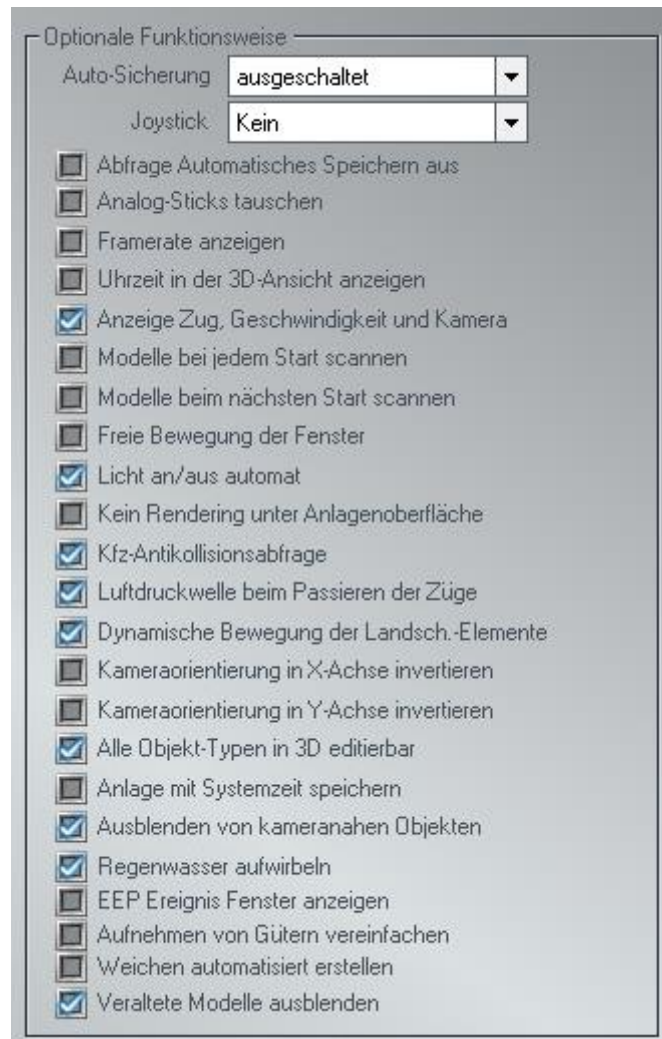 Optionale Funktionsweise
Auto-Sicherung ausgeschaltet
Joystick Kein
Abfrage Automatisches Speichern aus
Analog-Sticks tauschen
Framerate anzeigen
Uhrzeit in der 3D-Ansicht anzeigen
Anzeige Zug, Geschwindigkeit und Kamera
Modelle bei jedem Start scannen
Modelle beim nächsten Start scannen
Freie Bewegung der Fenster
Licht an/aus automat
Kein Rendering unter Anlagenoberfläche
Kfz-Antikollisionsabfrage
Luftdruckwelle beim Passieren der Züge
Dynamische Bewegung der Landsch.-Elemente
Kameraorientierung in X-Achse invertieren
Kameraorientierung in Y-Achse invertieren
Alle Objekt-Typen in 3D editierbar
Anlage mit Systemzeit speichern
Ausblenden von kameranahen Objekten
Regenwasser aufwirbeln
EEP Ereignis Fenster anzeigen
Aufnehmen von Gütern vereinfachen
Weichen automatisiert erstellen
Veraltete Modelle ausblenden